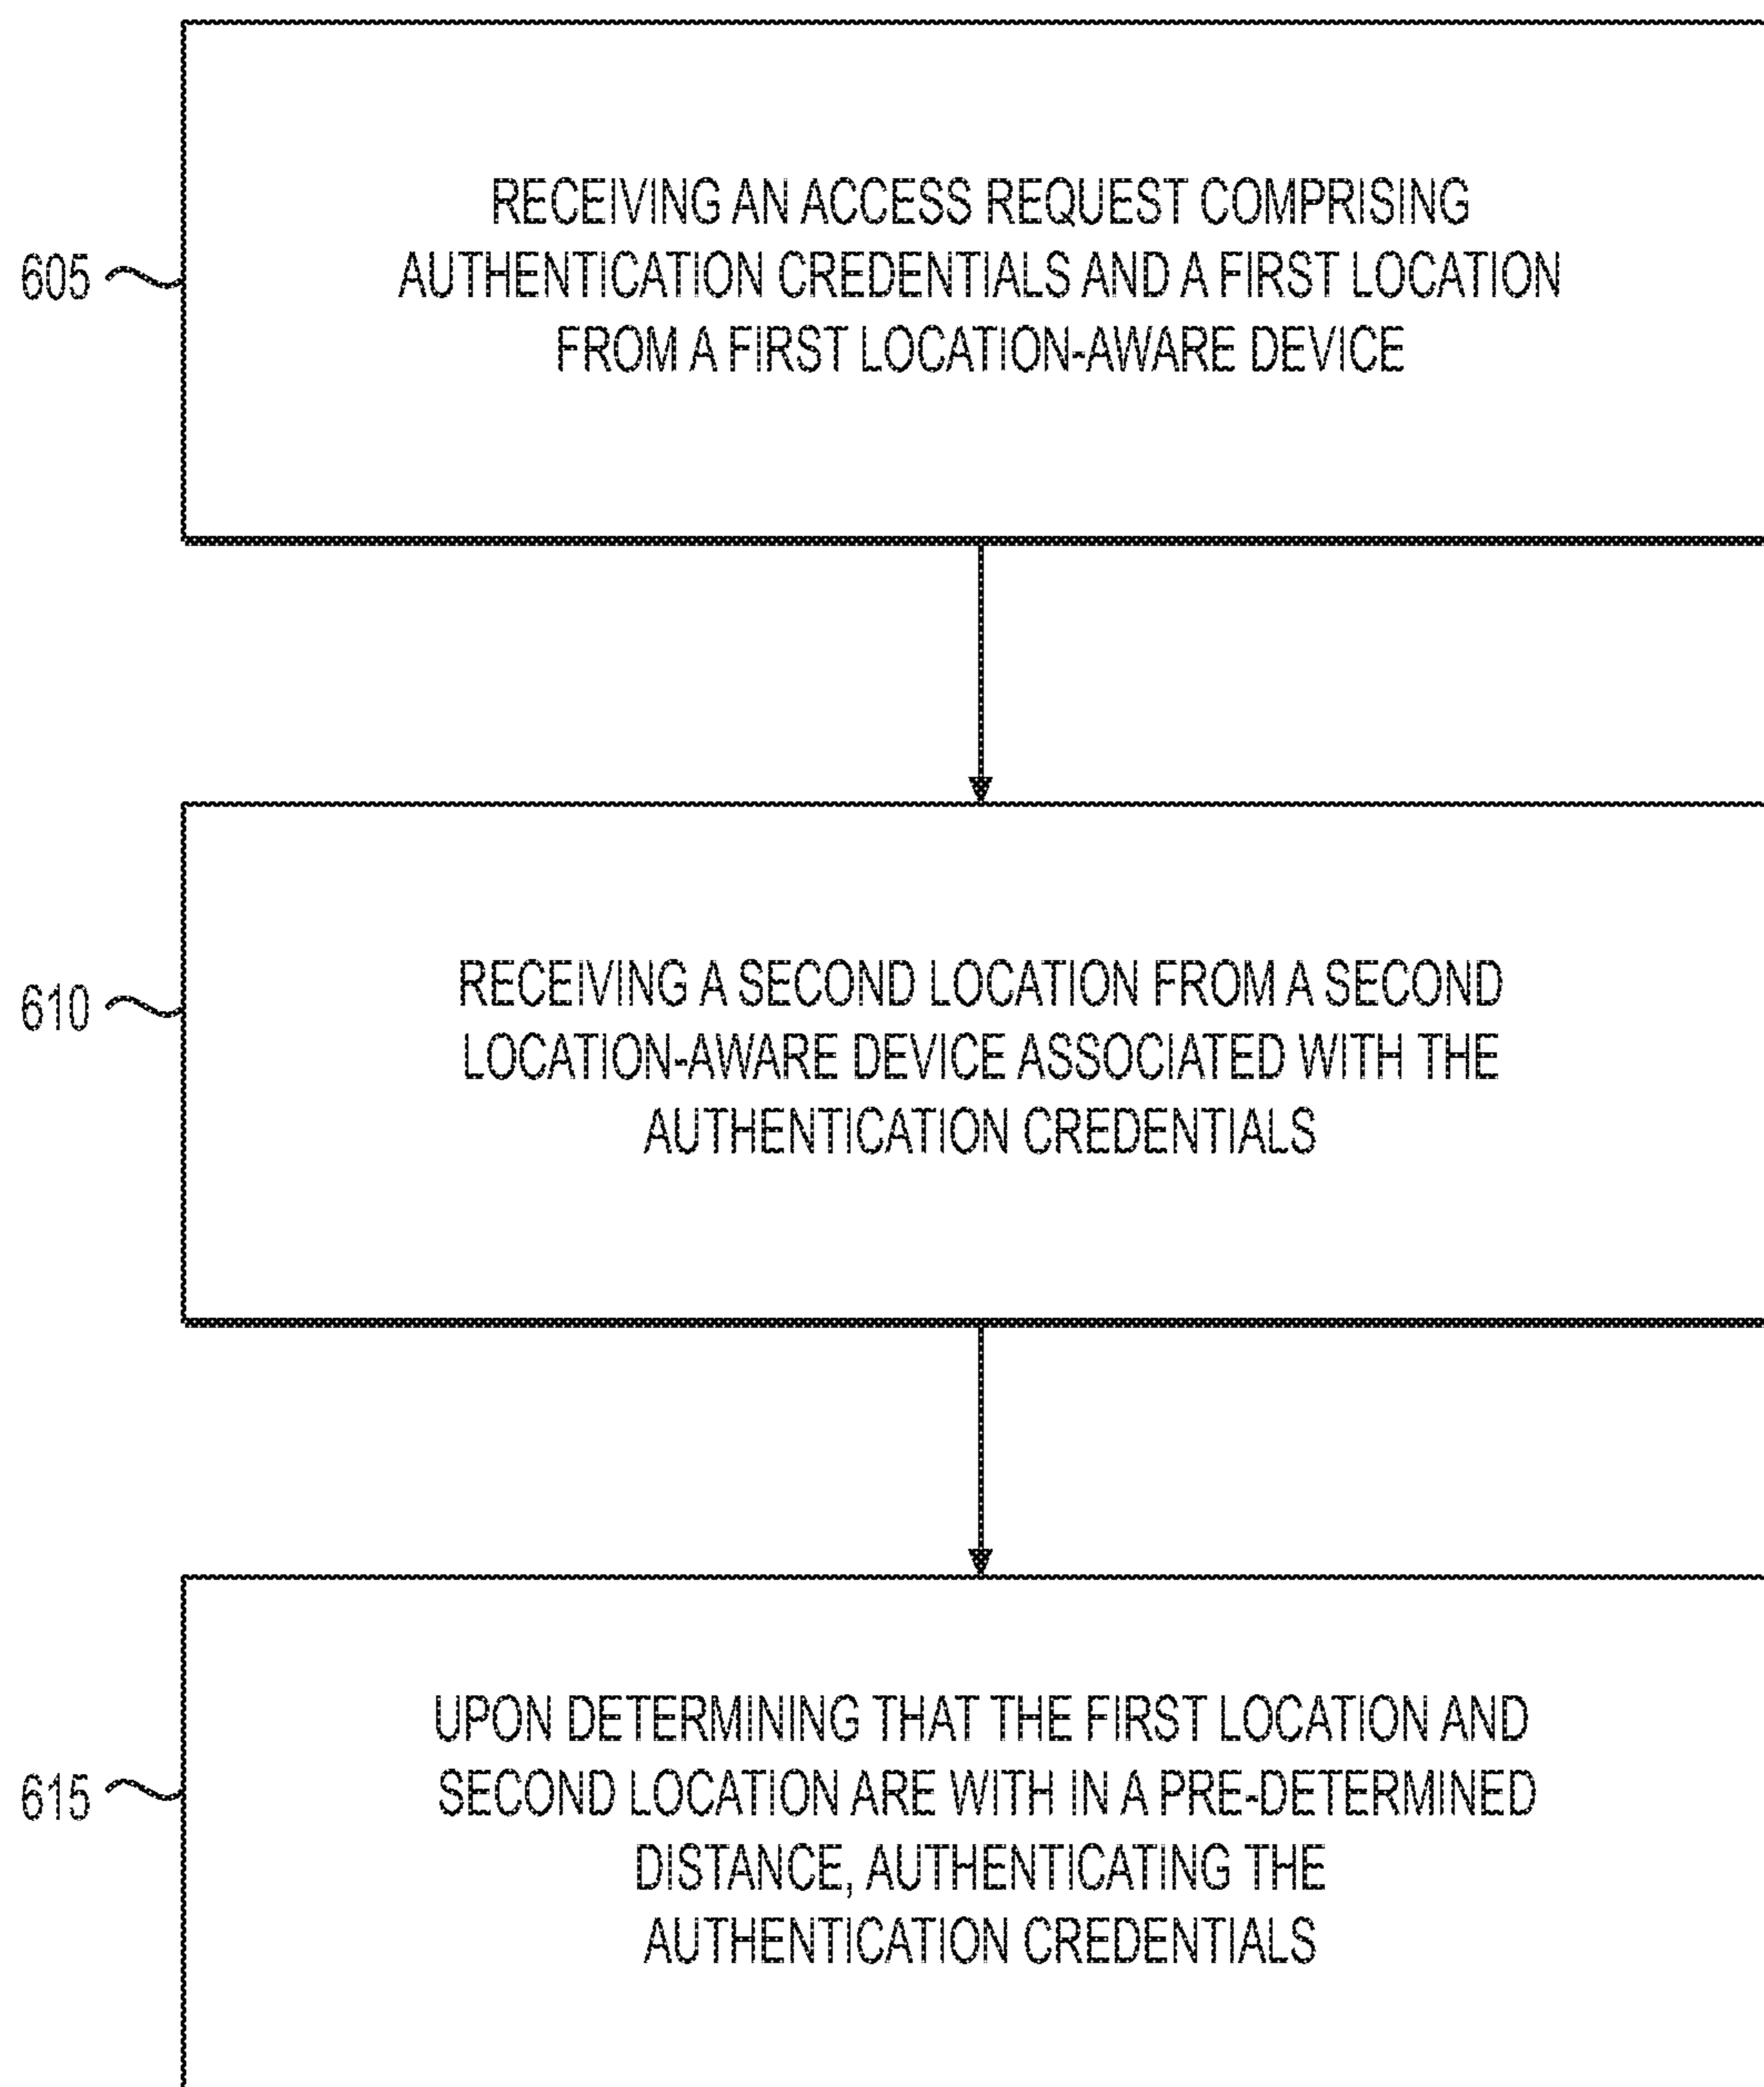 RECEIVING AN ACCESS REQUEST COMPRISING
AUTHENTICATION CREDENTIALS AND A FIRST LOCATION
FROM A FIRST LOCATION-AWARE DEVICE
605
RECEIVING A SECOND LOCATION FROM A SECOND
LOCATION-AWARE DEVICE ASSOCIATED WITH THE
AUTHENTICATION CREDENTIALS
610
UPON DETERMINING THAT THE FIRST LOCATION AND
SECOND LOCATION ARE WITH IN A PRE-DETERMINED
DISTANCE, AUTHENTICATING THE
AUTHENTICATION CREDENTIALS
615